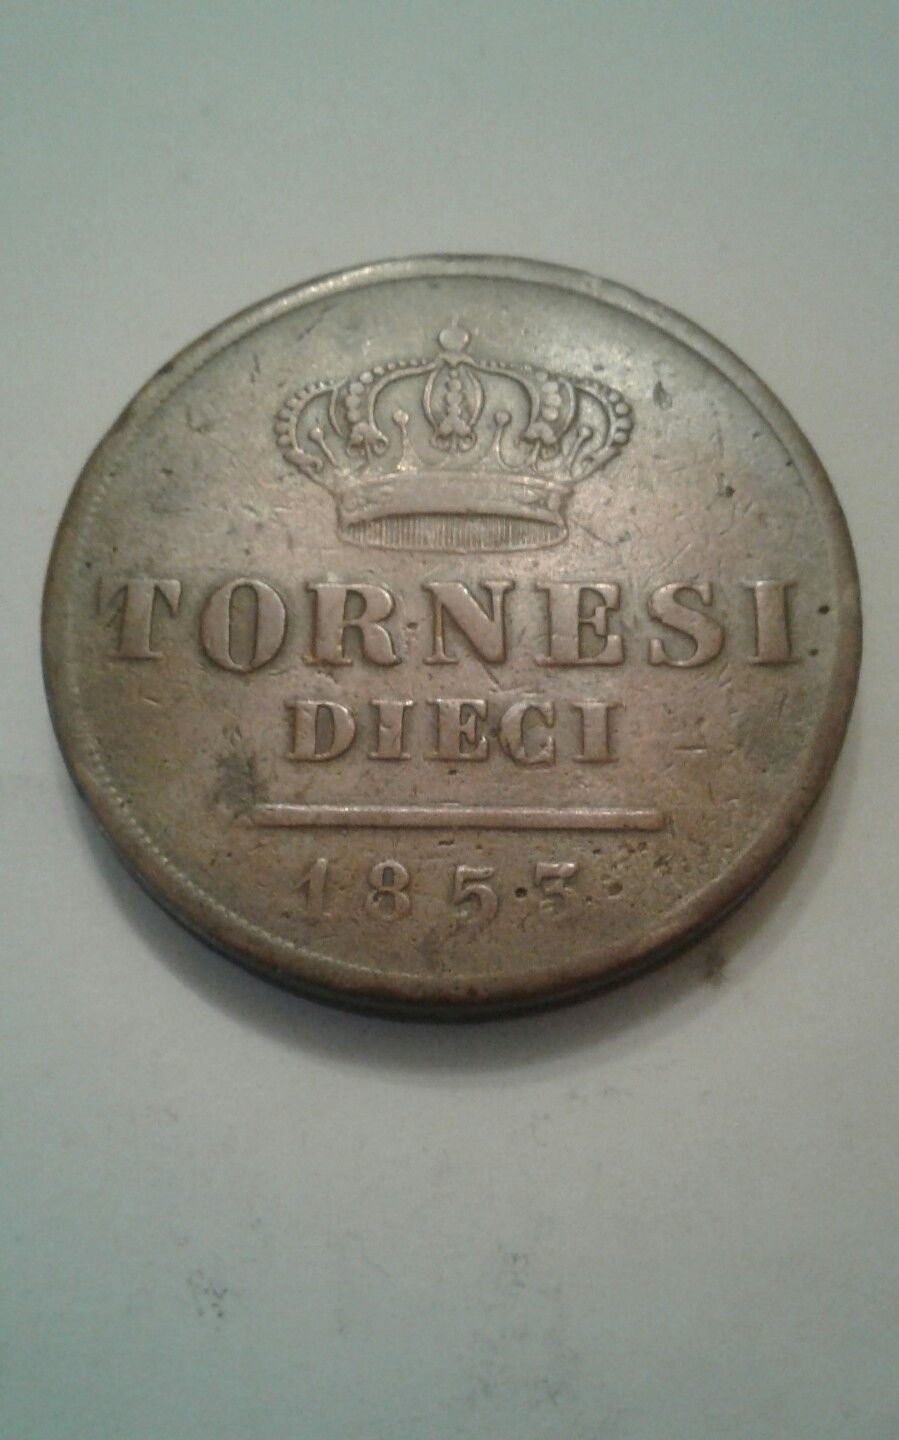 TORNESI
DIECI
1853.